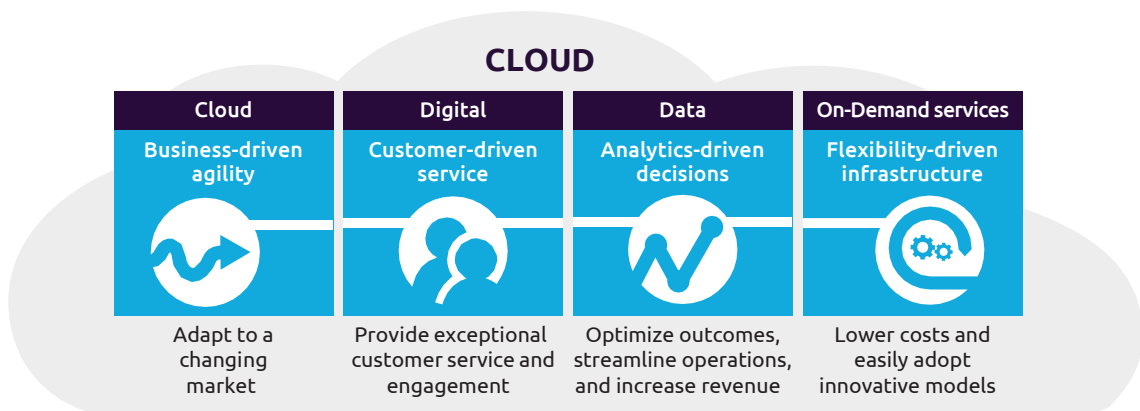 CLOUD
Cloud
Business-driven
agility
Adapt to a
changing
market
Digital
Customer-driven
service
Provide exceptional
customer service and
engagement
Data
Analytics-driven
decisions
Optimize outcomes,
streamline operations,
and increase revenue
On-Demand services
Flexibility-driven
infrastructure
Lower costs and
easily adopt
innovative models